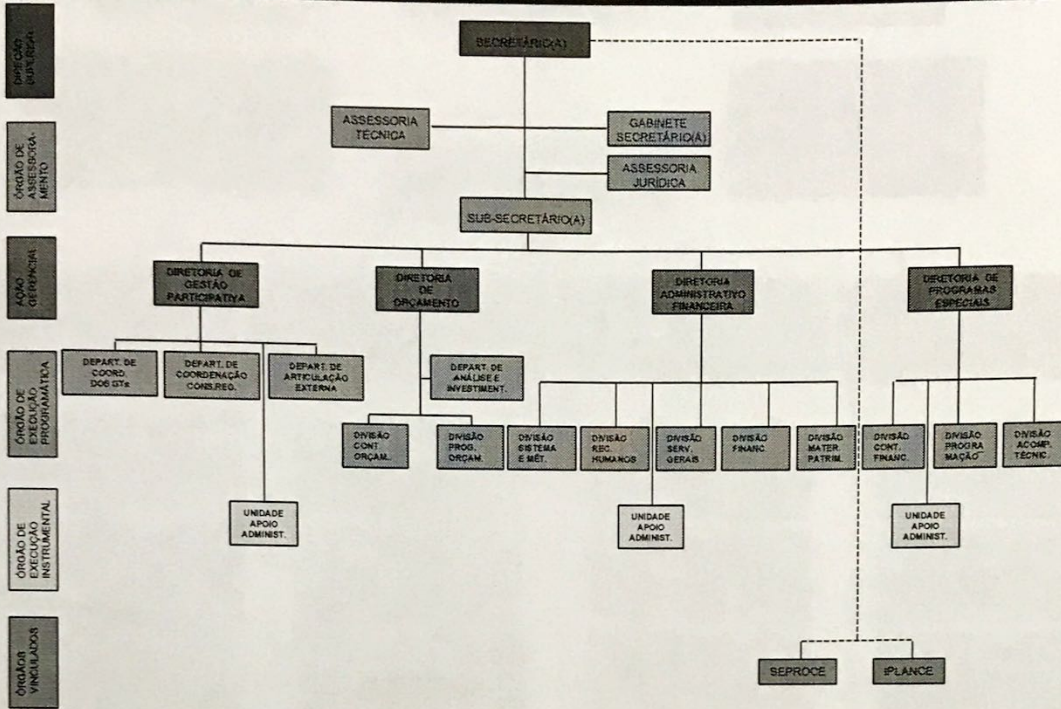 DIREÇÃO
SUPERIOR
SECRETÁRIO(A)
ÓRGÃO DE
ASSESSORA-
MENTO
ASSESSORIA
TÉCNICA
GABINETE
SECRETÁRIO(A)
ASSESSORIA
JURÍDICA
SUB-SECRETÁRIO(A)
AÇÃO
GERENCIAL
DIRETORIA DE
GESTÃO
PARTICIPATIVA
DIRETORIA
DE
ORÇAMENTO
DIRETORIA
ADMINISTRATIVO
FINANCEIRA
DIRETORIA DE
PROGRAMAS
ESPECIAIS
ÓRGÃO DE
EXECUÇÃO
PROGRAMÁTICA
DEPART. DE
COORD.
DOS GTs
DEPART. DE
COORDENAÇÃO
CONS.REG.
DEPART. DE
ARTICULAÇÃO
EXTERNA
DEPART. DE
ANÁLISE E
INVESTIMENT.
DIVISÃO
CONT.
ORÇAM.
DIVISÃO
PROG.
ORÇAM.
DIVISÃO
SISTEMA
E MÉT.
DIVISÃO
REC.
HUMANOS
DIVISÃO
SERV.
GERAIS
DIVISÃO
FINANC.
DIVISÃO
MATER.
PATRIM.
DIVISÃO
CONT.
FINANC.
DIVISÃO
PROGRA
MAÇÃO
DIVISÃO
ACOMP.
TÉCNIC.
ÓRGÃO DE
EXECUÇÃO
INSTRUMENTAL
UNIDADE
APOIO
ADMINIST.
UNIDADE
APOIO
ADMINIST.
UNIDADE
APOIO
ADMINIST.
ÓRGÃOS
VINCULADOS
SEPROCE
IPLANCE